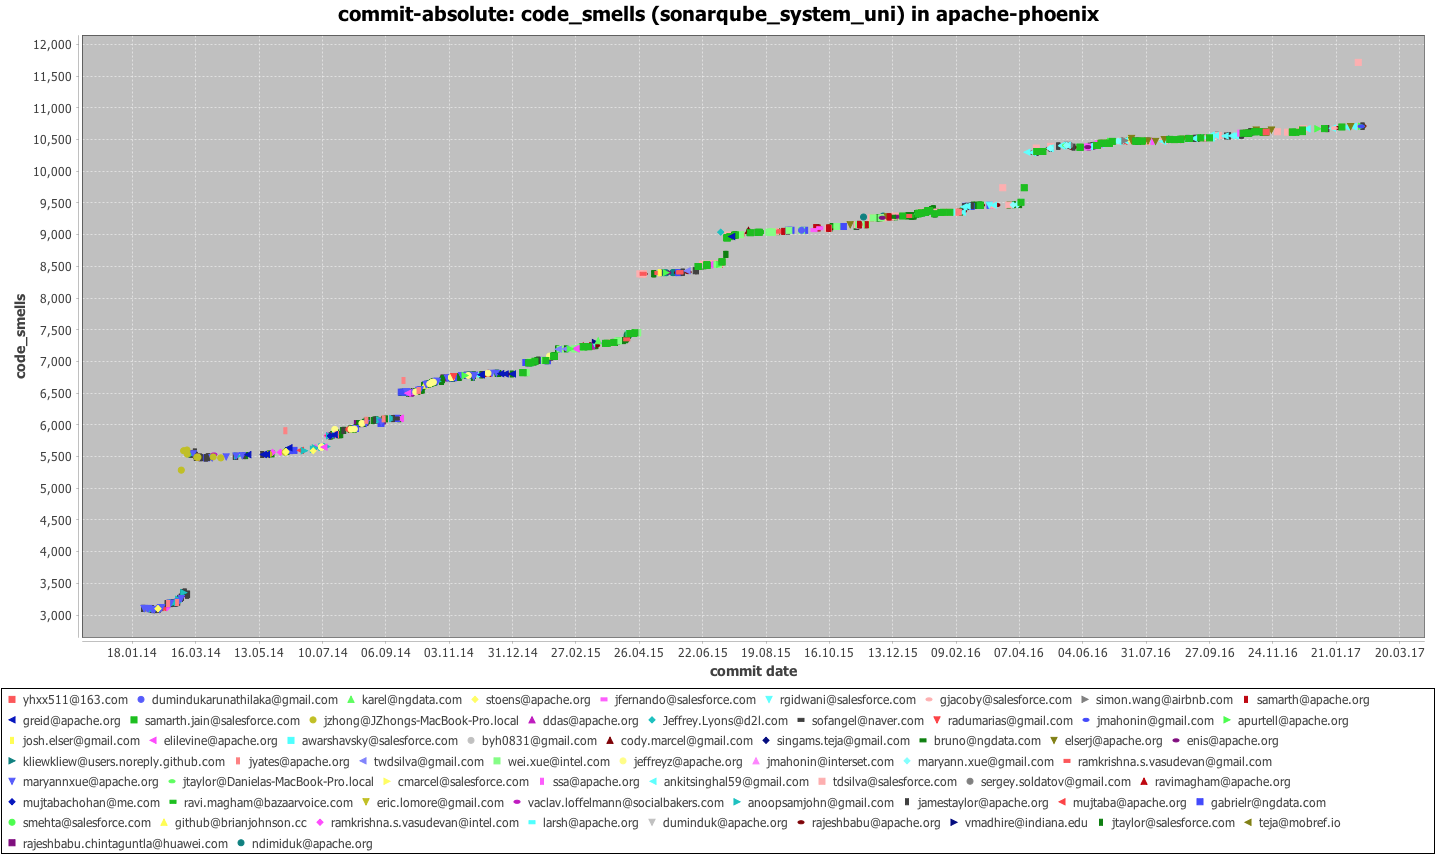 commit-absolute: code_smells (sonarqube_system_uni) in apache-phoenix
12,000
11,500
11,000
10,500
10,000
9,500
9,000
8,500
8,000
7,500
7,000
6,500
6,000
5,500
5,000
4,500
4,000
3,500
3,000
code_smells
18.01.14 16.03.14 13.05.14 10.07.14 06.09.14 03.11.14 31.12.14 27.02.15 26.04.15 22.06.15 19.08.15 16.10.15 13.12.15 09.02.16 07.04.16 04.06.16 31.07.16 27.09.16 24.11.16 21.01.17 20.03.17
commit date
yhxx511@163.com dumindukarunathilaka@gmail.com karel@ngdata.com stoens@apache.org jfernando@salesforce.com rgidwani@salesforce.com gjacoby@salesforce.com simon.wang@airbnb.com samarth@apache.org
greid@apache.org samarth.jain@salesforce.com jzhong@JZhongs-MacBook-Pro.local ddas@apache.org Jeffrey.Lyons@d2l.com sofangel@naver.com radumarias@gmail.com jmahonin@gmail.com apurtell@apache.org
josh.elser@gmail.com elilevine@apache.org awarshavsky@salesforce.com byh0831@gmail.com cody.marcel@gmail.com singams.teja@gmail.com bruno@ngdata.com elserj@apache.org enis@apache.org
kliewkliew@users.noreply.github.com jyates@apache.org twdsilva@gmail.com wei.xue@intel.com jeffreyz@apache.org jmahonin@interset.com maryann.xue@gmail.com ramkrishna.s.vasudevan@gmail.com
maryannxue@apache.org jtaylor@Danielas-MacBook-Pro.local cmarcel@salesforce.com ssa@apache.org ankitsinghal59@gmail.com tdsilva@salesforce.com sergey.soldatov@gmail.com ravimagham@apache.org
mujtabachohan@me.com ravi.magham@bazaarvoice.com eric.lomore@gmail.com vaclav.loffelmann@socialbakers.com anoopsamjohn@gmail.com jamestaylor@apache.org mujtaba@apache.org gabrielr@ngdata.com
smehta@salesforce.com github@brianjohnson.cc ramkrishna.s.vasudevan@intel.com larsh@apache.org duminduk@apache.org rajeshbabu@apache.org vmadhire@indiana.edu jtaylor@salesforce.com teja@mobref.io
rajeshbabu.chintaguntla@huawei.com ndimiduk@apache.org